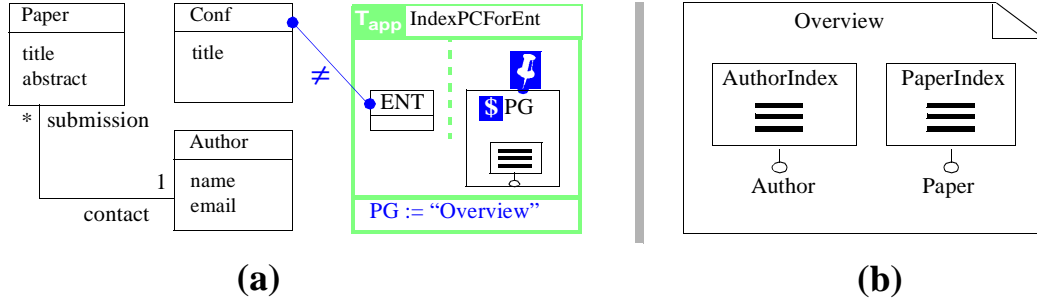 Paper
title
abstract
* submission
1
contact
Conf
title
Author
name
email
≠
Tapp IndexPCForEnt
ENT
$ PG
PG := “Overview”
(a)
Overview
AuthorIndex
PaperIndex
Author
Paper
(b)